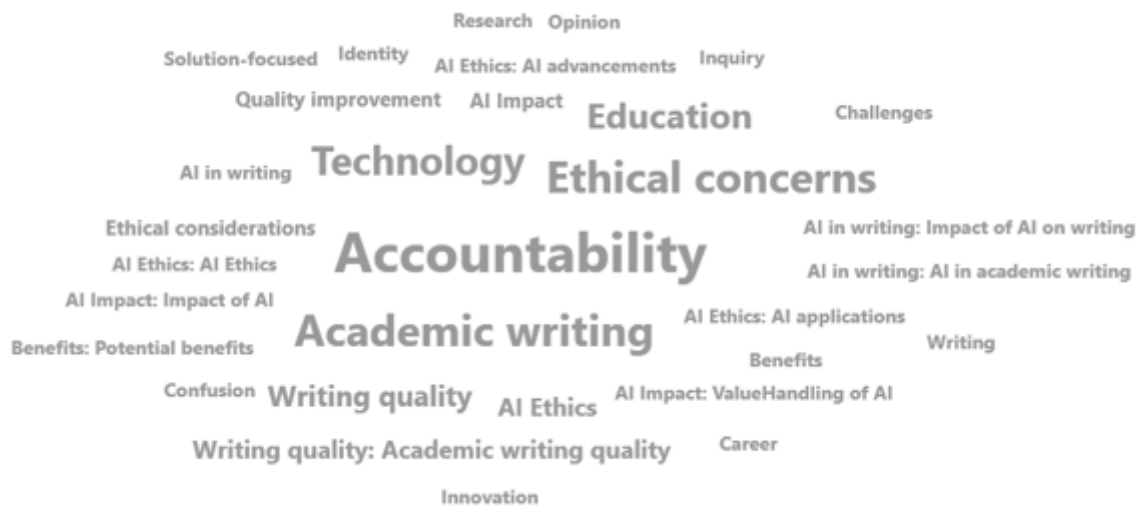 Research Opinion
Solution-focused Identity AI Ethics: AI advancements Inquiry
Quality improvement AI Impact Education Challenges
AI in writing Technology Ethical concerns
Ethical considerations Accountability AI in writing: Impact of AI on writing
AI Ethics: AI Ethics AI in writing: AI in academic writing
AI Impact: Impact of AI Academic writing AI Ethics: AI applications
Benefits: Potential benefits Benefits Writing
Confusion Writing quality AI Ethics AI Impact: ValueHandling of AI
Writing quality: Academic writing quality Career
Innovation